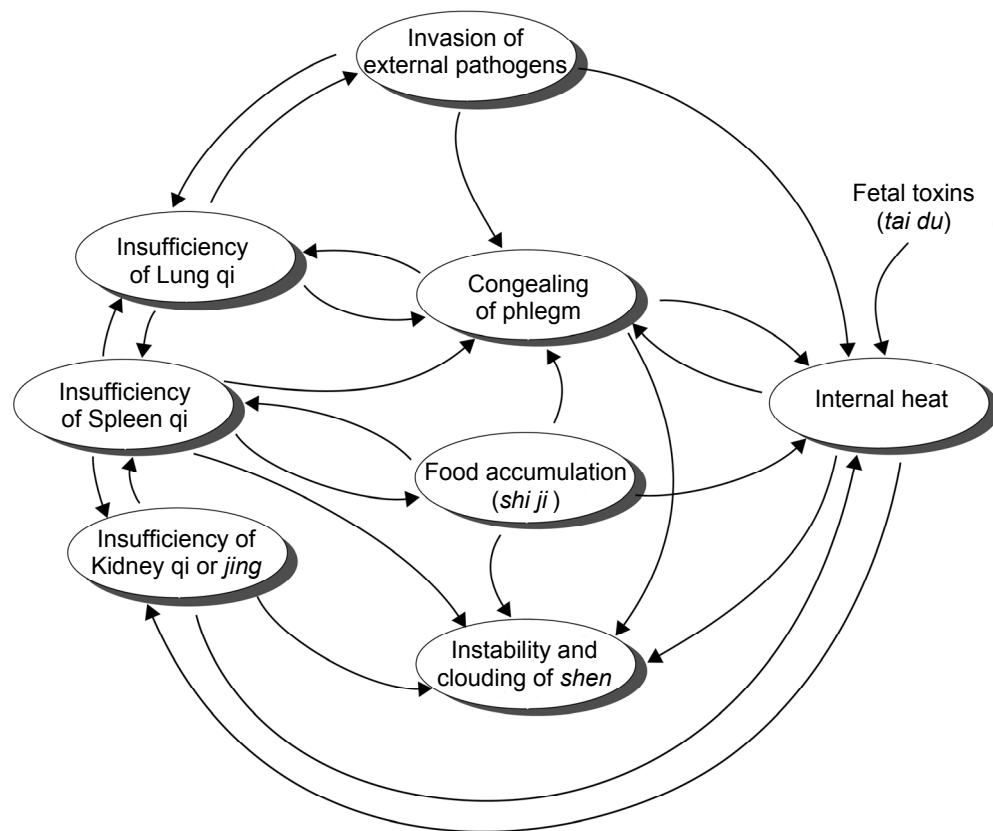 Invasion of
external pathogens
Fetal toxins
(tai du)
Insufficiency
of Lung qi
Congealing
of phlegm
Insufficiency
of Spleen qi
Internal heat
Food accumulation
(shi ji )
Insufficiency of
Kidney qi or jing
Instability and
clouding of shen